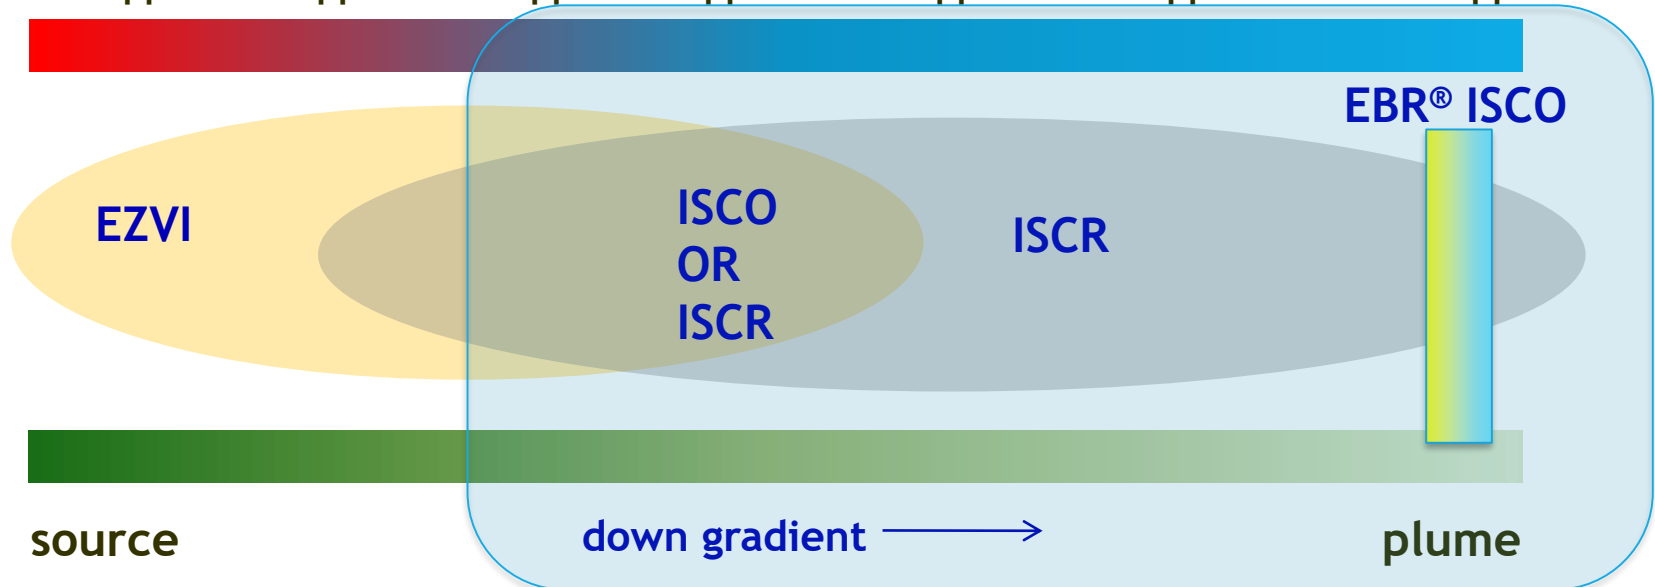 EBR® ISCO
EZVI
ISCO
OR
ISCR
ISCR
source
down gradient
plume